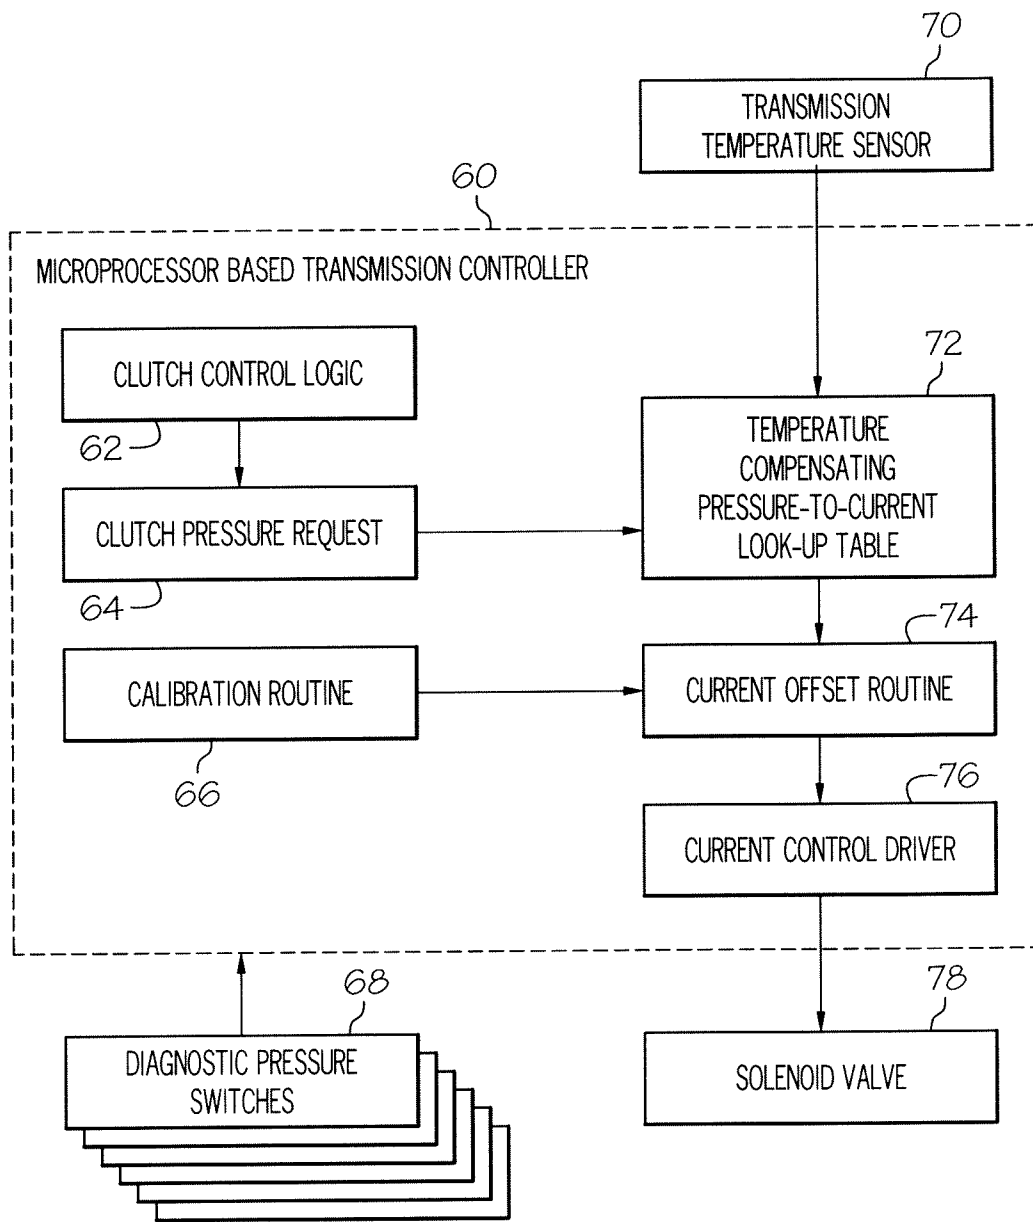 70
TRANSMISSION
TEMPERATURE SENSOR
60
MICROPROCESSOR BASED TRANSMISSION CONTROLLER
CLUTCH CONTROL LOGIC
62
72
TEMPERATURE
COMPENSATING
PRESSURE-TO-CURRENT
LOOK-UP TABLE
CLUTCH PRESSURE REQUEST
64
74
CALIBRATION ROUTINE
66
CURRENT OFFSET ROUTINE
76
CURRENT CONTROL DRIVER
68
DIAGNOSTIC PRESSURE
SWITCHES
78
SOLENOID VALVE